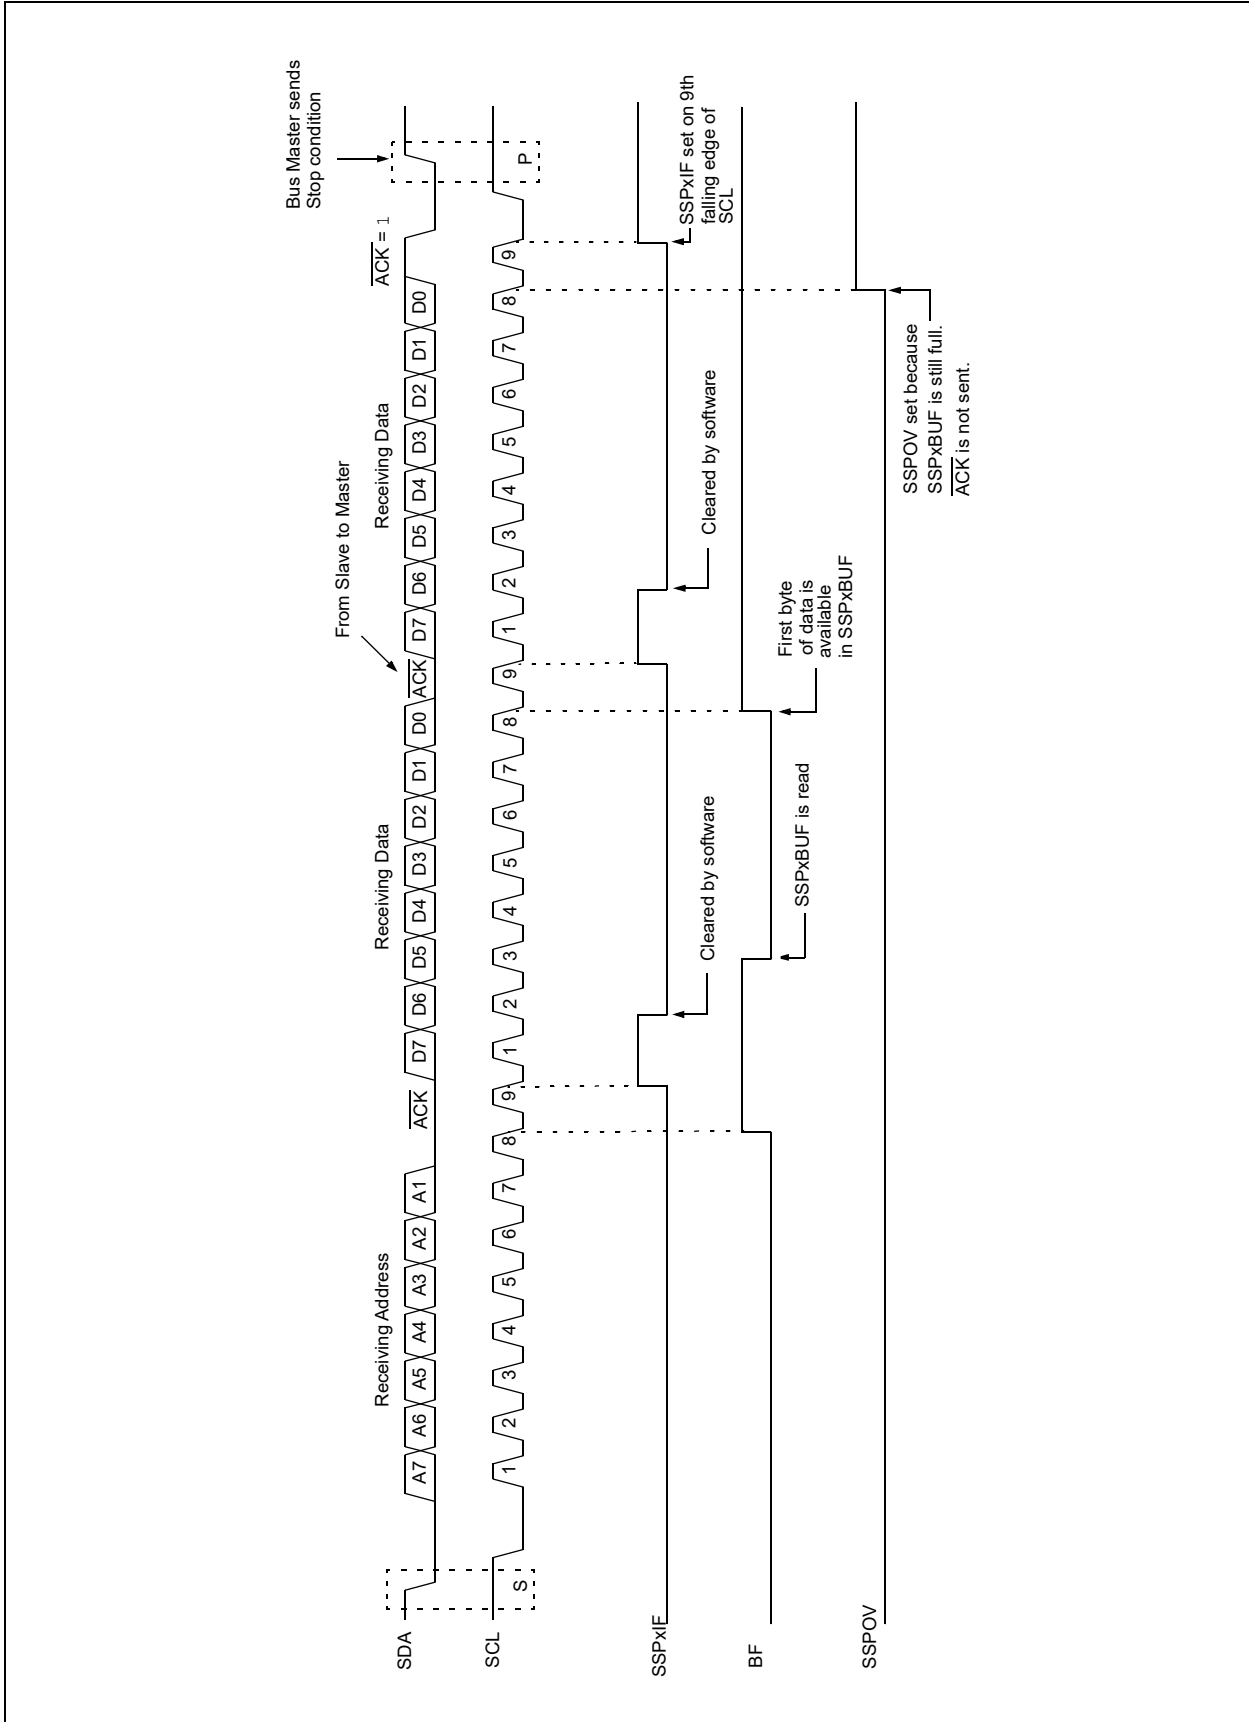 Bus Master sends
Stop condition
Receiving Address
Receiving Data
From Slave to Master
Receiving Data
ACK = 1
SDA
A7 A6 A5 A4 A3 A2 A1
ACK
D7 D6 D5 D4 D3 D2 D1 D0
ACK
D7 D6 D5 D4 D3 D2 D1 D0
SCL
S
1 2 3 4 5 6 7 8 9
1 2 3 4 5 6 7 8 9
1 2 3 4 5 6 7 8 9
P
SSPxIF
Cleared by software
Cleared by software
SSPxIF set on 9th
falling edge of
SCL
BF
SSPxBUF is read
First byte
of data is
available
in SSPxBUF
SSPOV
SSPOV set because
SSPxBUF is still full.
ACK is not sent.